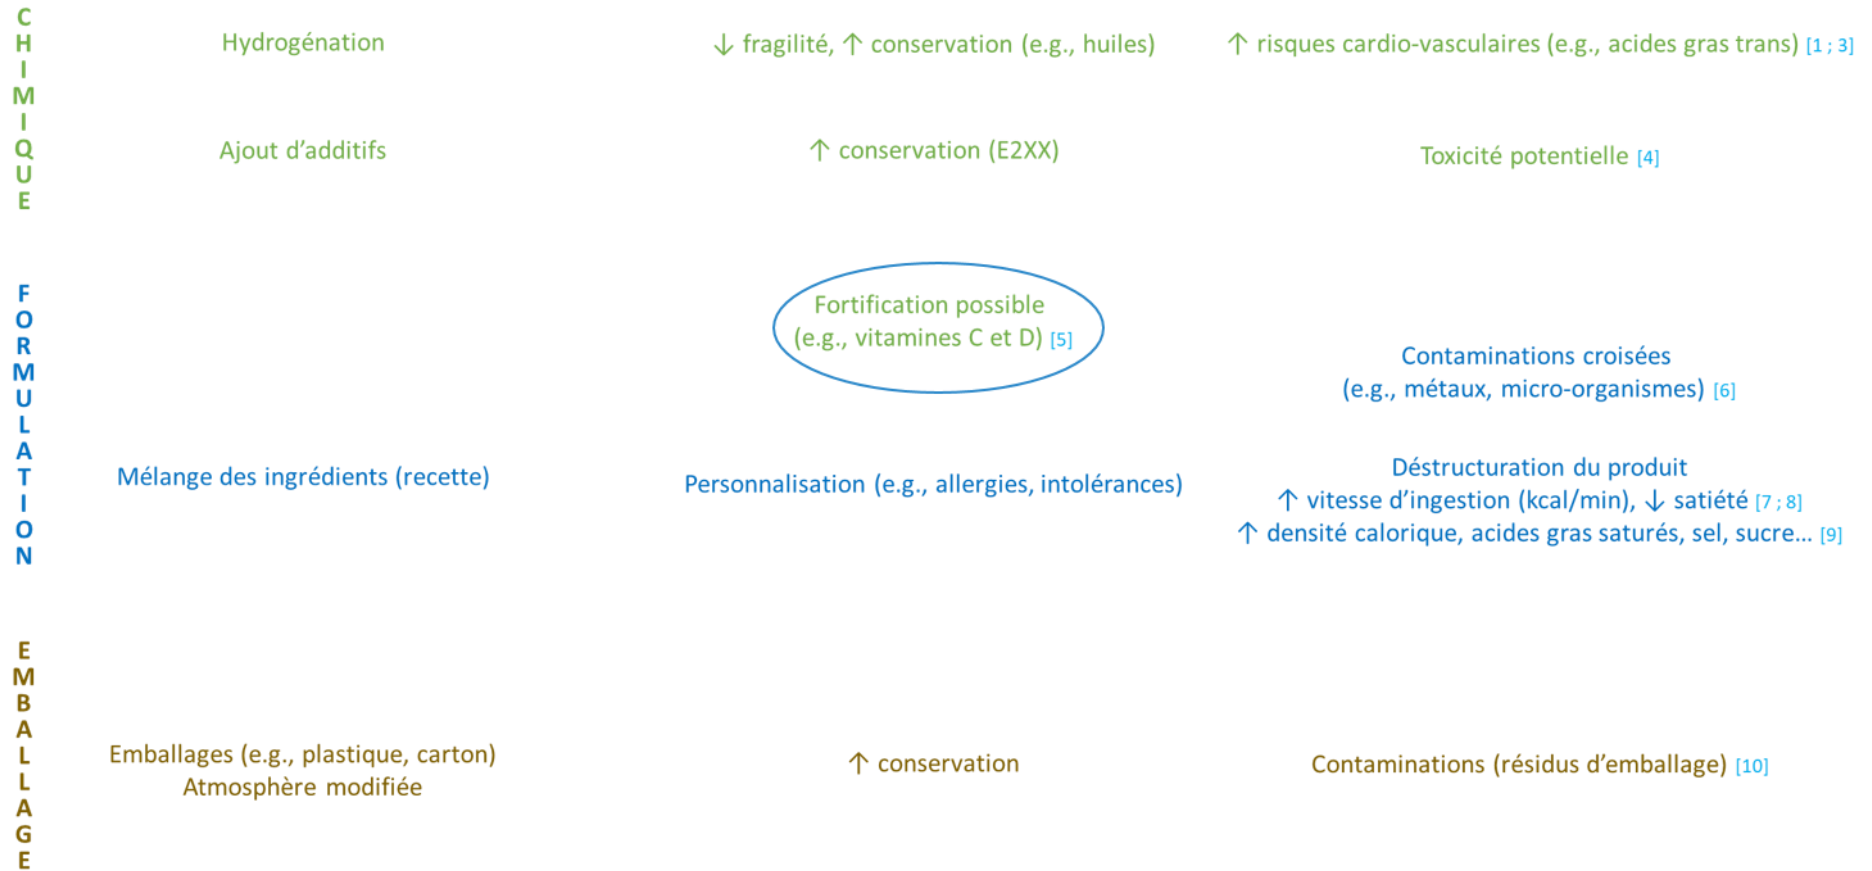 CHIMIQUE
Hydrogénation
↓ fragilité, ↑ conservation (e.g., huiles)
↑ risques cardio-vasculaires (e.g., acides gras trans) [1 ; 3]
Ajout d’additifs
↑ conservation (E2XX)
Toxicité potentielle [4]
FORMULATION
Fortification possible
(e.g., vitamines C et D) [5]
Contaminations croisées
(e.g., métaux, micro-organismes) [6]
Mélange des ingrédients (recette)
Personnalisation (e.g., allergies, intolérances)
Déstructuration du produit
↑ vitesse d’ingestion (kcal/min), ↓ satiété [7 ; 8]
↑ densité calorique, acides gras saturés, sel, sucre... [9]
EMBALLAGE
Emballages (e.g., plastique, carton)
Atmosphère modifiée
↑ conservation
Contaminations (résidus d’emballage) [10]